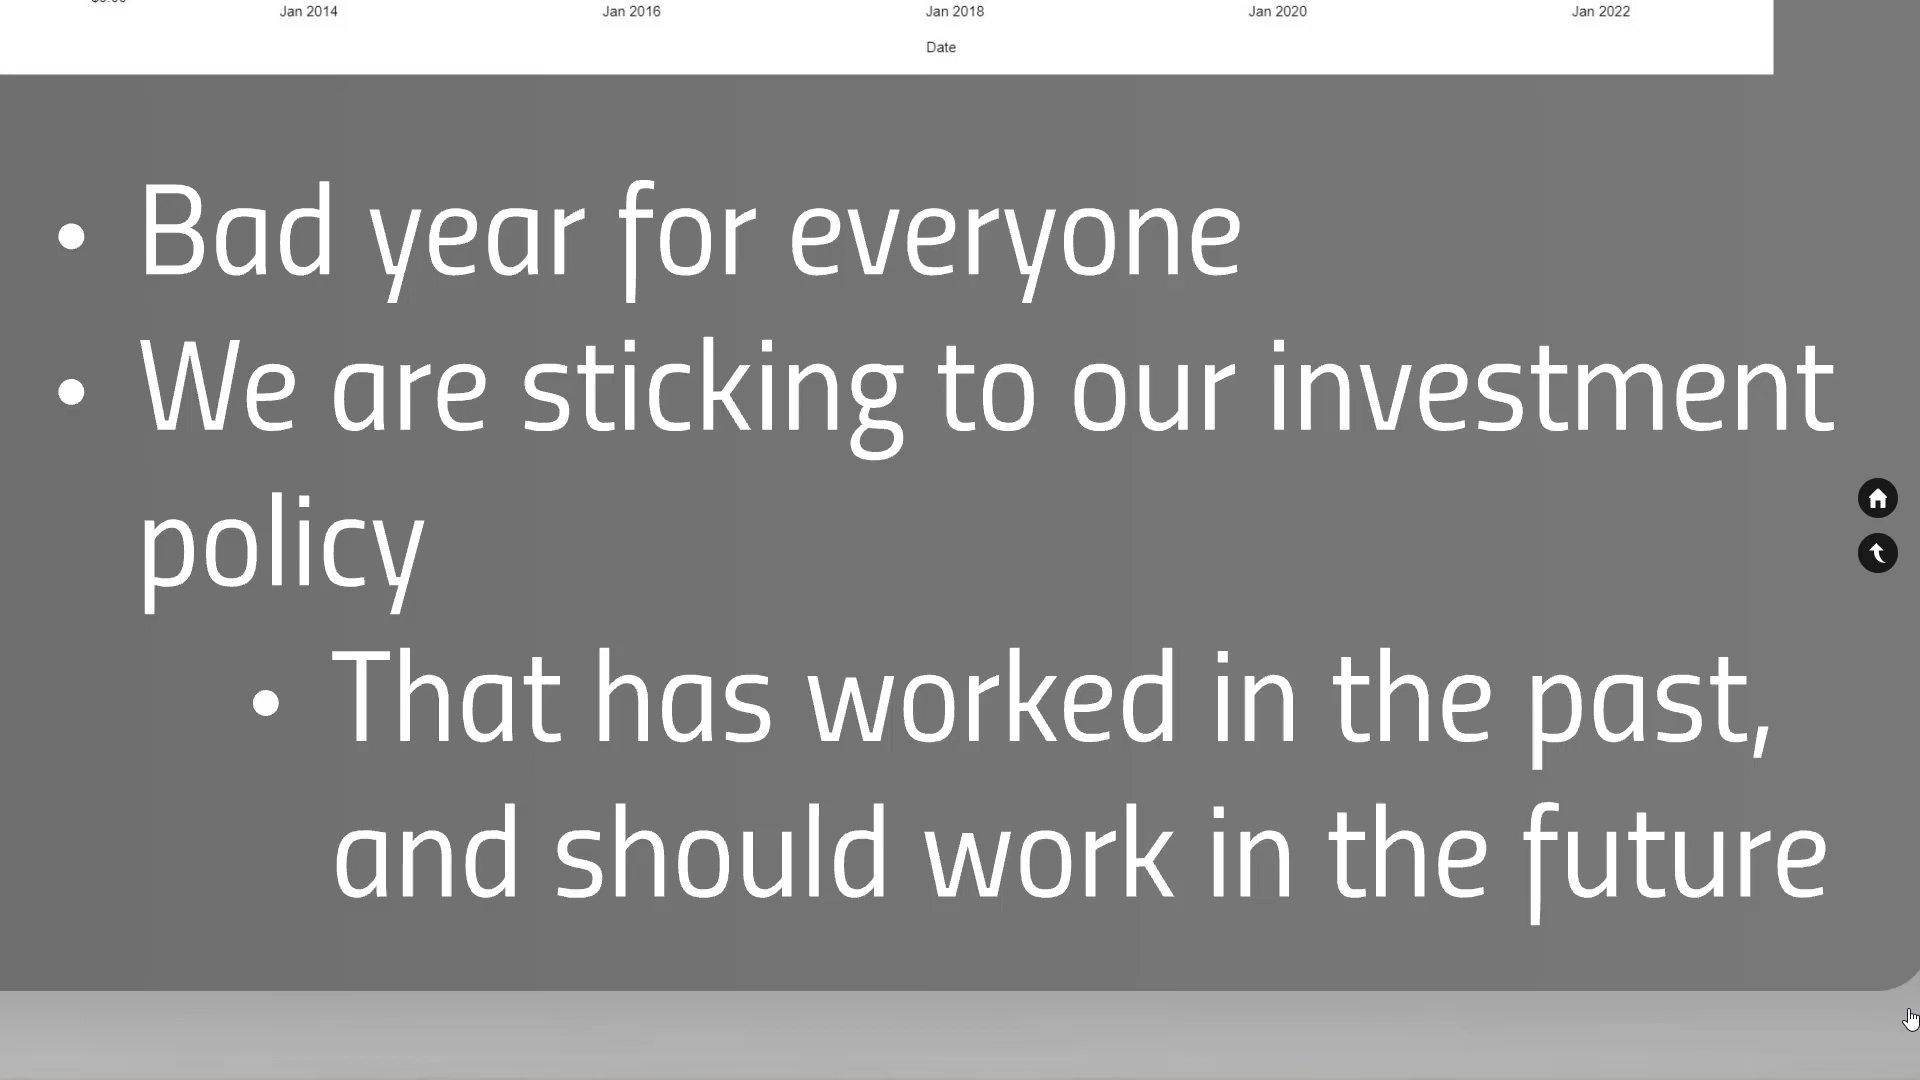 Jan 2014 Jan 2016 Jan 2018 Jan 2020 Jan 2022
Date
• Bad year for everyone
• We are sticking to our investment
policy
• That has worked in the past,
and should work in the future